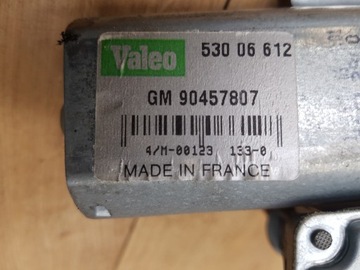 Valeo 530 06 612
GM 90457807
4/M-00123 133-0
MADE IN FRANCE